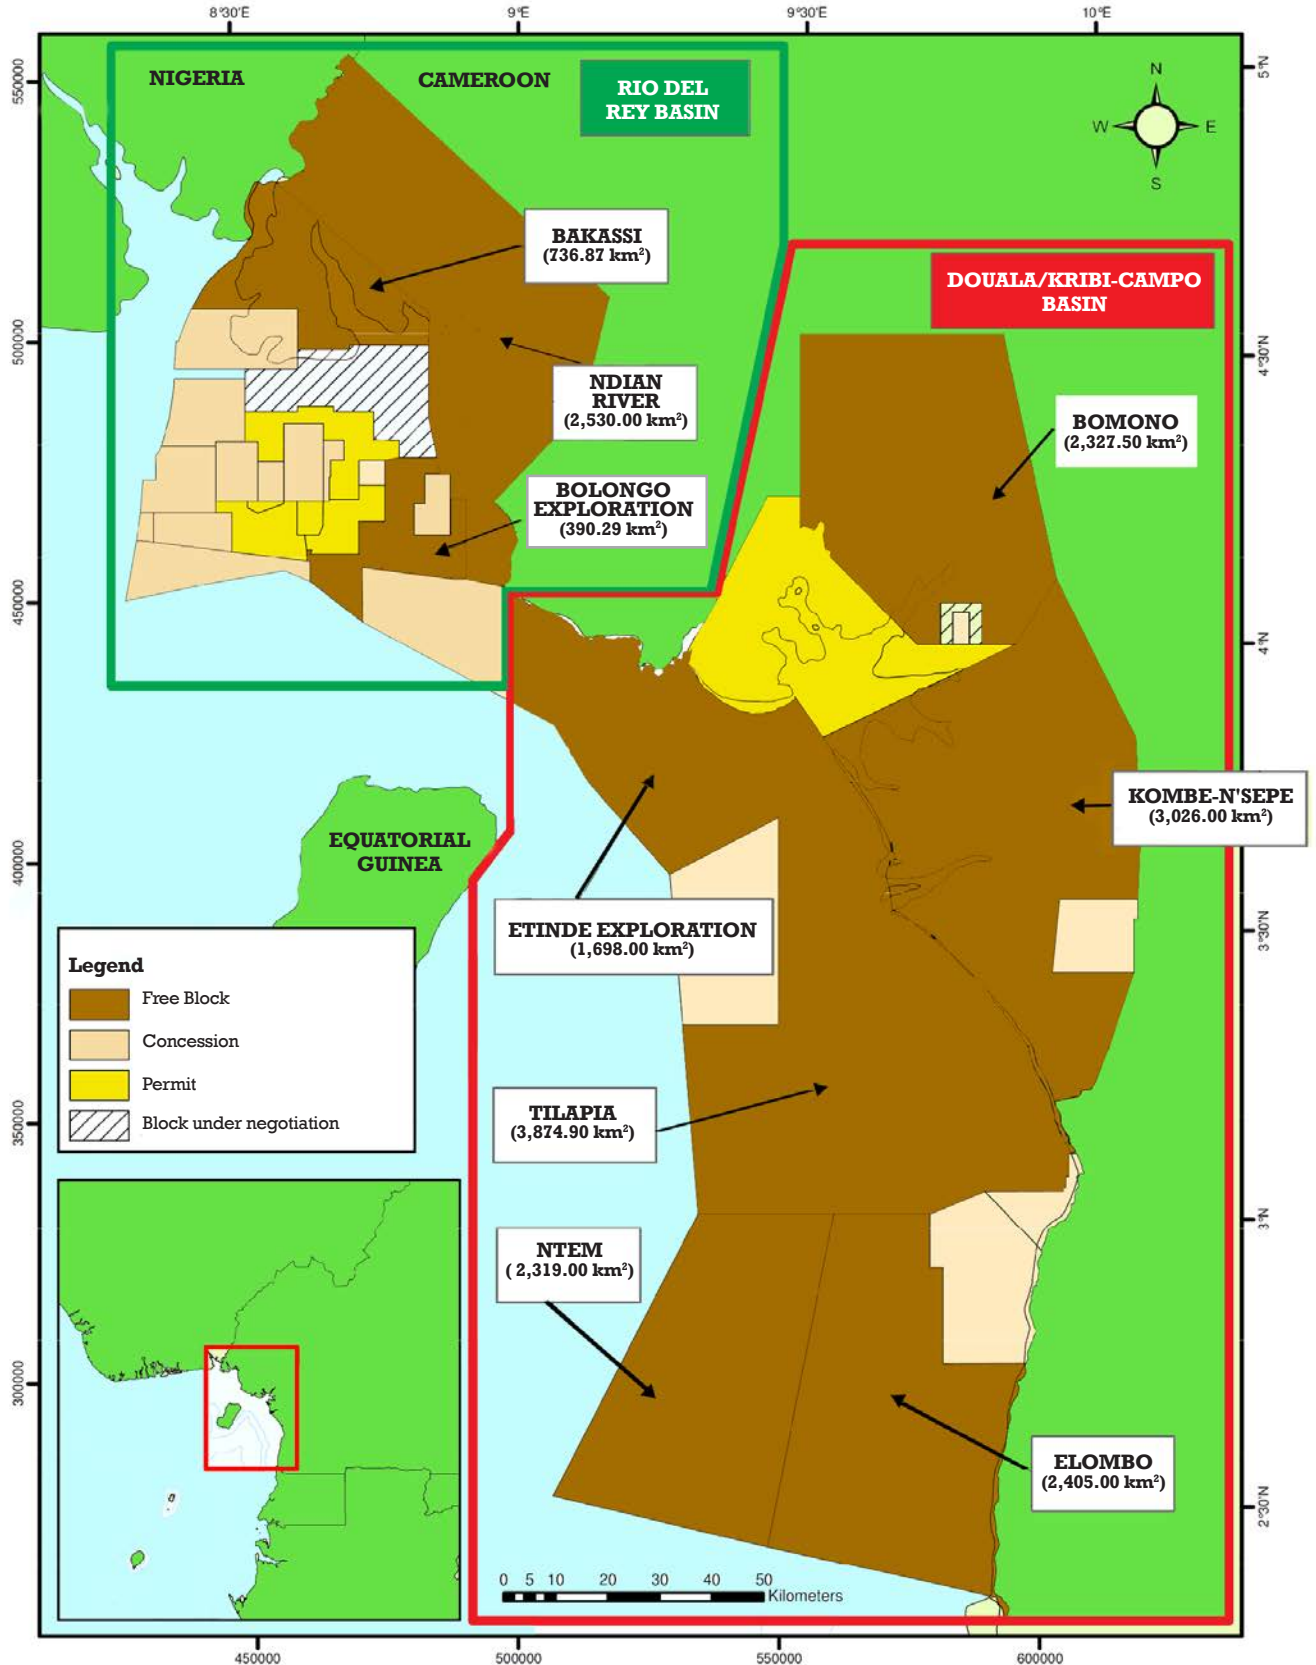 8°30'E
9°E
9°30'E
10°E
550000
500000
450000
400000
350000
300000
5°N
4°30'N
4°N
3°30'N
3°N
2°30'N
NIGERIA
CAMEROON
RIO DEL
REY BASIN
N
W
E
S
BAKASSI
(736.87 km²)
DOUALA/KRIBI-CAMPO
BASIN
NDIAN
RIVER
(2,530.00 km²)
BOMONO
(2,327.50 km²)
BOLONGO
EXPLORATION
(390.29 km²)
KOMBE-N'SEPE
(3,026.00 km²)
EQUATORIAL
GUINEA
ETINDE EXPLORATION
(1,698.00 km²)
Legend
Free Block
Concession
Permit
Block under negotiation
TILAPIA
(3,874.90 km²)
NTEM
( 2,319.00 km²)
ELOMBO
(2,405.00 km²)
0 5 10 20 30 40 50
Kilometers
450000
500000
550000
600000